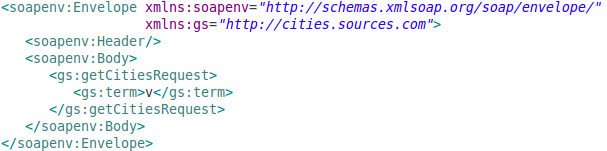 <soapenv:Envelope xmlns:soapenv="http://schemas.xmlsoap.org/soap/envelope/"
                  xmlns:gs="http://cities.sources.com">
   <soapenv:Header/>
   <soapenv:Body>
      <gs:getCitiesRequest>
         <gs:term>v</gs:term>
      </gs:getCitiesRequest>
   </soapenv:Body>
</soapenv:Envelope>